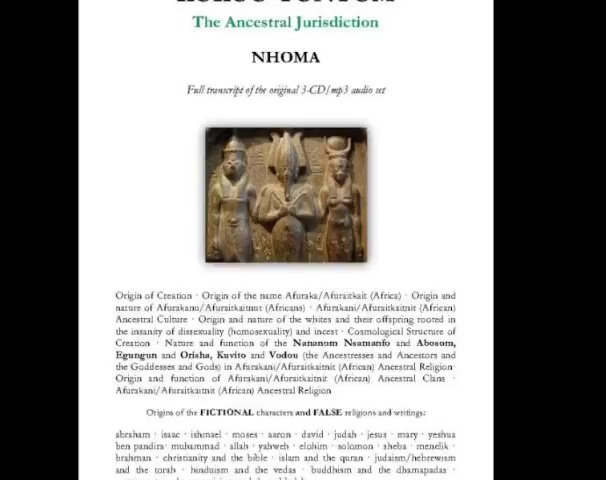 The Ancestral Jurisdiction
NHOMA
Full transcript of the original 3-CD/mp3 audio set
Origin of Creation · Origin of the name Afuraka/Afuraitkait (Africa) · Origin and
nature of Afurakanu/Afuraitkaitnut (Africans) · Afurakani/Afuraitkaitnit (African)
Ancestral Culture · Origin and nature of the whites and their offspring rooted in
the insanity of dissexuality (homosexuality) and incest · Cosmological Structure of
Creation · Nature and function of the Nananom Nsamanfo and Abosom,
Egungun and Orisha, Kuvito and Vodou (the Ancestresses and Ancestors and
the Goddesses and Gods) in Afurakani/Afuraitkaitnit (African) Ancestral Religion·
Origin and function of Afurakani/Afuraitkaitnit (African) Ancestral Clans ·
Afurakani/Afuraitkaitnit (African) Ancestral Religion
Origins of the FICTIONAL characters and FALSE religions and writings:
abraham · isaac · ishmael · moses · aaron · david · judah · jesus · mary · yeshua
ben pandira· muhammad · allah · yahweh · elohim · solomon · sheba · menelik ·
brahman · christianity and the bible · islam and the quran · judaism/hebrewism
and the torah · hinduism and the vedas · buddhism and the dhamapadas ·